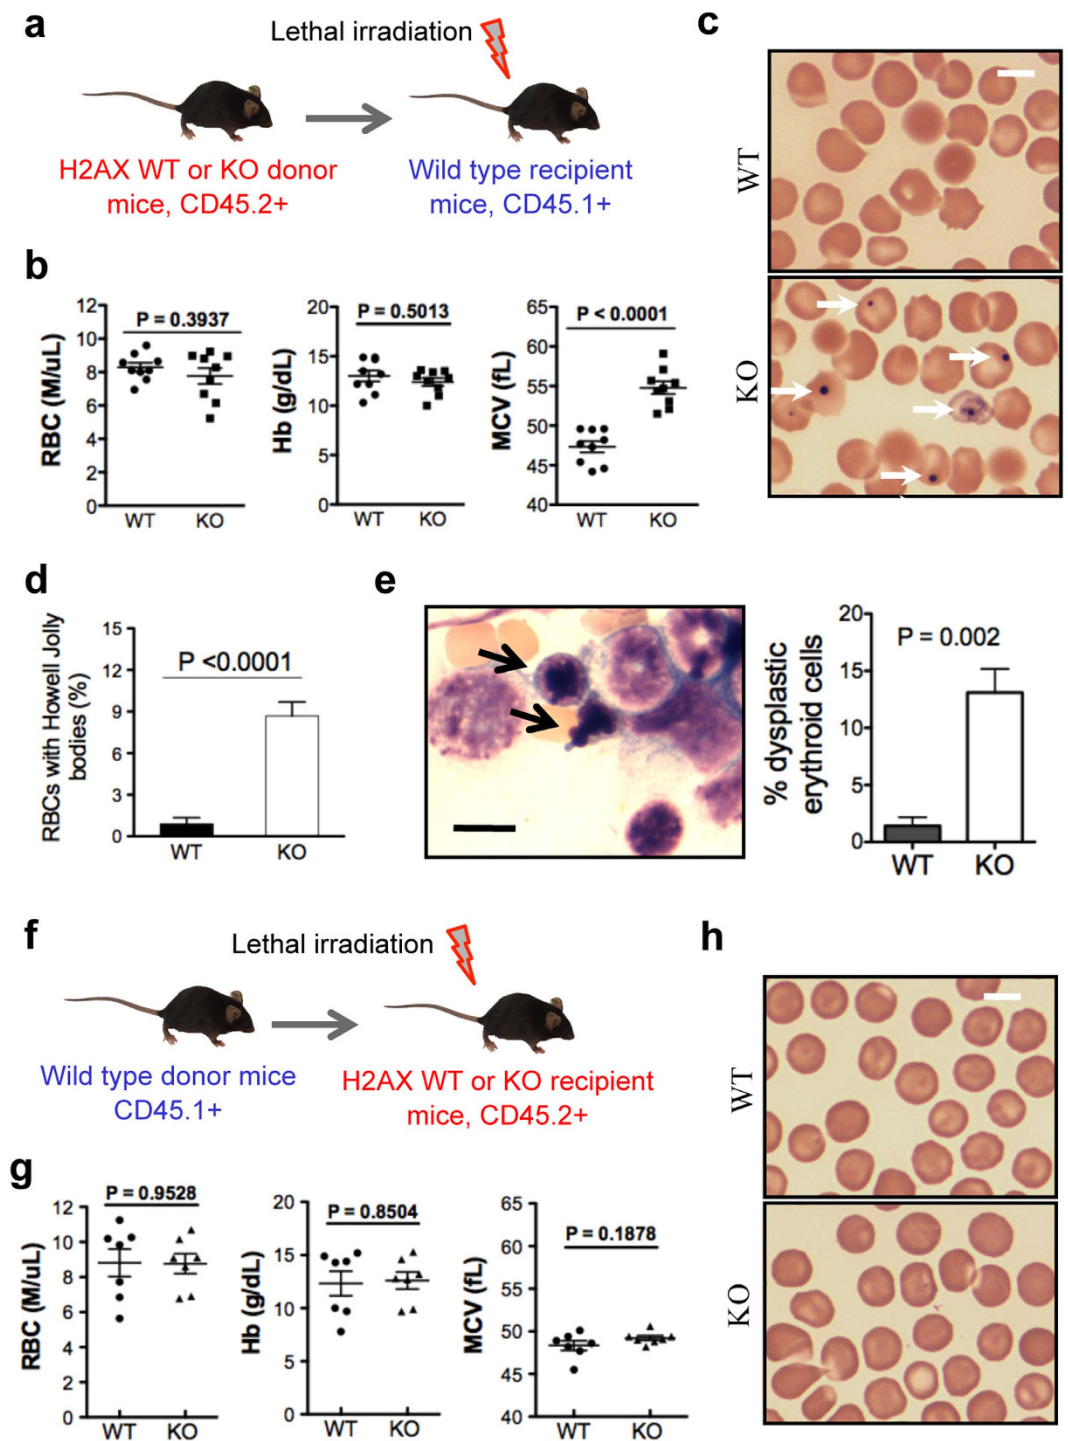 a
Lethal irradiation
H2AX WT or KO donor
mice, CD45.2+
Wild type recipient
mice, CD45.1+
b
RBC (M/uL)
12
10
8
6
4
2
0
P = 0.3937
WT KO
Hb (g/dL)
20
15
10
5
0
P = 0.5013
WT KO
MCV (fL)
65
60
55
50
45
40
P < 0.0001
WT KO
c
WT
KO
d
RBCs with Howell Jolly
bodies (%)
15
12
9
6
3
0
P <0.0001
WT KO
e
% dysplastic
erythroid cells
20
15
10
5
0
P = 0.002
WT KO
f
Lethal irradiation
Wild type donor mice
CD45.1+
H2AX WT or KO recipient
mice, CD45.2+
g
RBC (M/uL)
12
10
8
6
4
2
0
P = 0.9528
WT KO
Hb (g/dL)
20
15
10
5
0
P = 0.8504
WT KO
MCV (fL)
65
60
55
50
45
40
P = 0.1878
WT KO
h
WT
KO